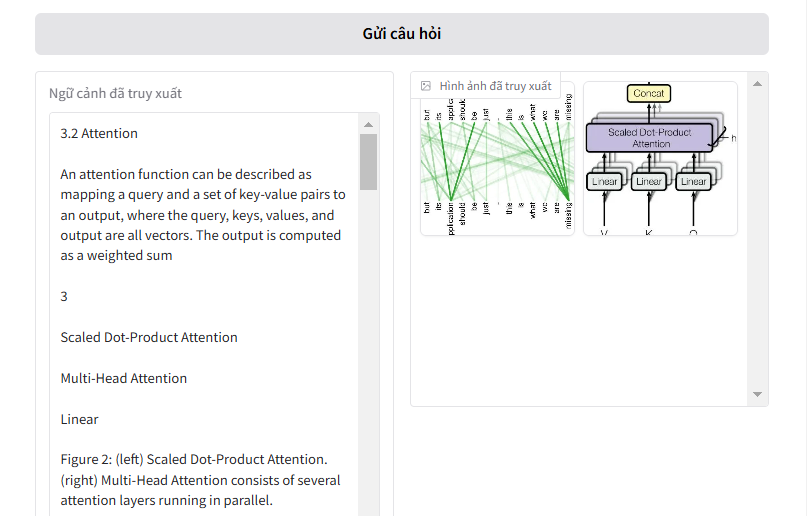 Gửi câu hỏi
Ngữ cảnh đã truy xuất
3.2 Attention
An attention function can be described as
mapping a query and a set of key-value pairs to
an output, where the query, keys, values, and
output are all vectors. The output is computed
as a weighted sum
3
Scaled Dot-Product Attention
Multi-Head Attention
Linear
Figure 2: (left) Scaled Dot-Product Attention.
(right) Multi-Head Attention consists of several
attention layers running in parallel.
Hình ảnh đã truy xuất
but its applic should be just - this is what we are missing
but its pplication should be just - this is what we are missing
Concat
Scaled Dot-Product
Attention
h
Linear Linear Linear
V K Q